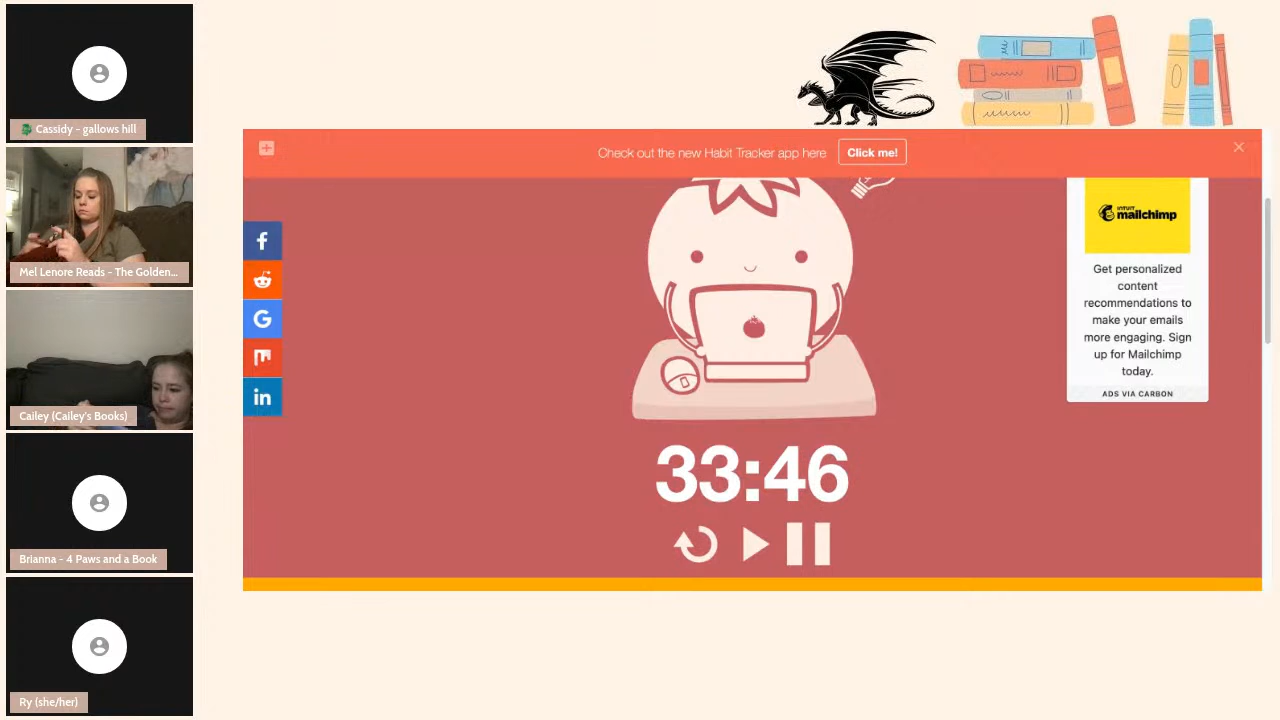 Cassidy - gallows hill
Mel Lenore Reads - The Golden...
Cailey (Cailey's Books)
Brianna - 4 Paws and a Book
Ry (she/her)
Check out the new Habit Tracker app here
Click me!
INTUIT
mailchimp
Get personalized
content
recommendations to
make your emails
more engaging. Sign
up for Mailchimp
today.
ADS VIA CARBON
33:46